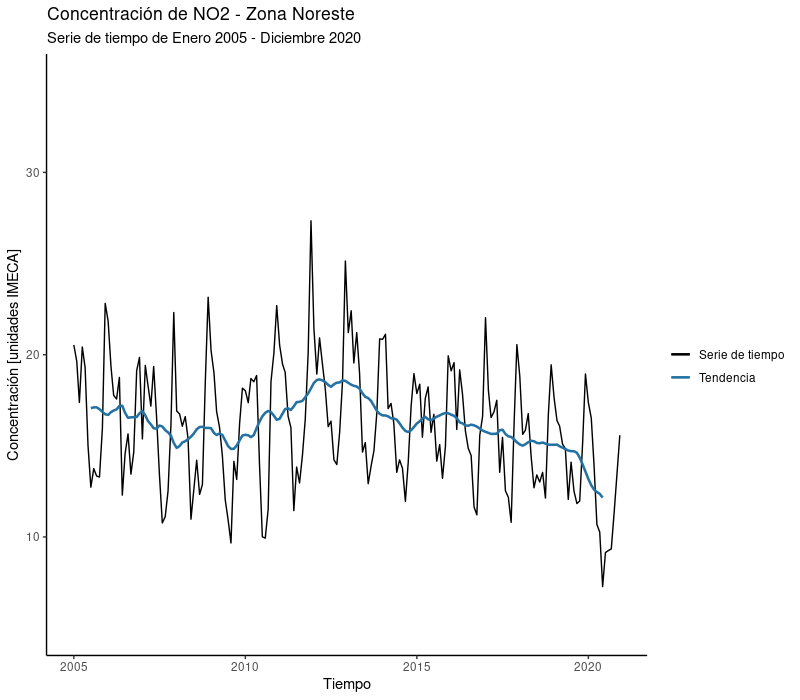 Concentración de NO2 - Zona Noreste
Serie de tiempo de Enero 2005 - Diciembre 2020
Concentración [unidades IMECA]
30
20
10
2005
2010
2015
2020
Tiempo
Serie de tiempo
Tendencia